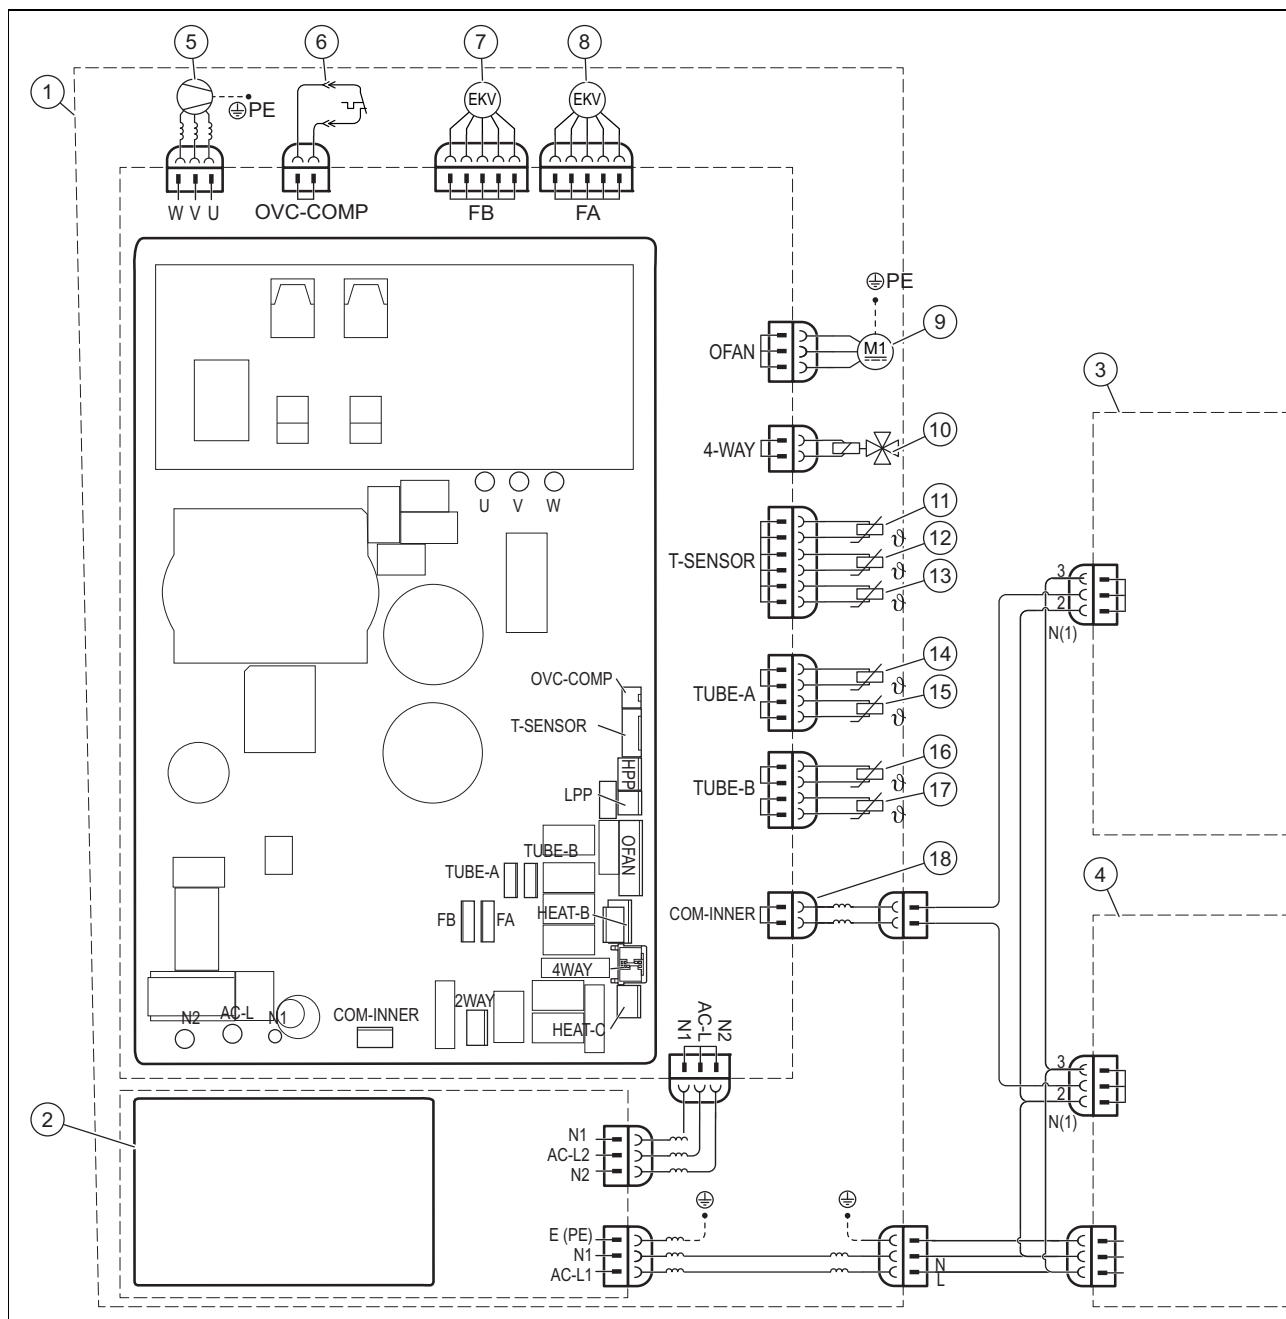 5
6
7
8
1
EKV
EKV
PE
W V U
OVC-COMP
FB
FA
PE
9
OFAN
M1
3
10
4-WAY
U
V
W
11
12
T-SENSOR
ϑ
ϑ
13
ϑ
3
2
N(1)
14
OVC-COMP
TUBE-A
ϑ
15
T-SENSOR
ϑ
16
HPP
LPP
TUBE-B
ϑ
17
ϑ
TUBE-B
OFAN
TUBE-A
18
4
FB
FA
HEAT-B
COM-INNER
4WAY
2WAY
N2
AC-L
N1
COM-INNER
HEAT-C
N1
AC-L
N2
3
2
N(1)
2
N1
AC-L2
N2
E (PE)
N1
AC-L1
N
L